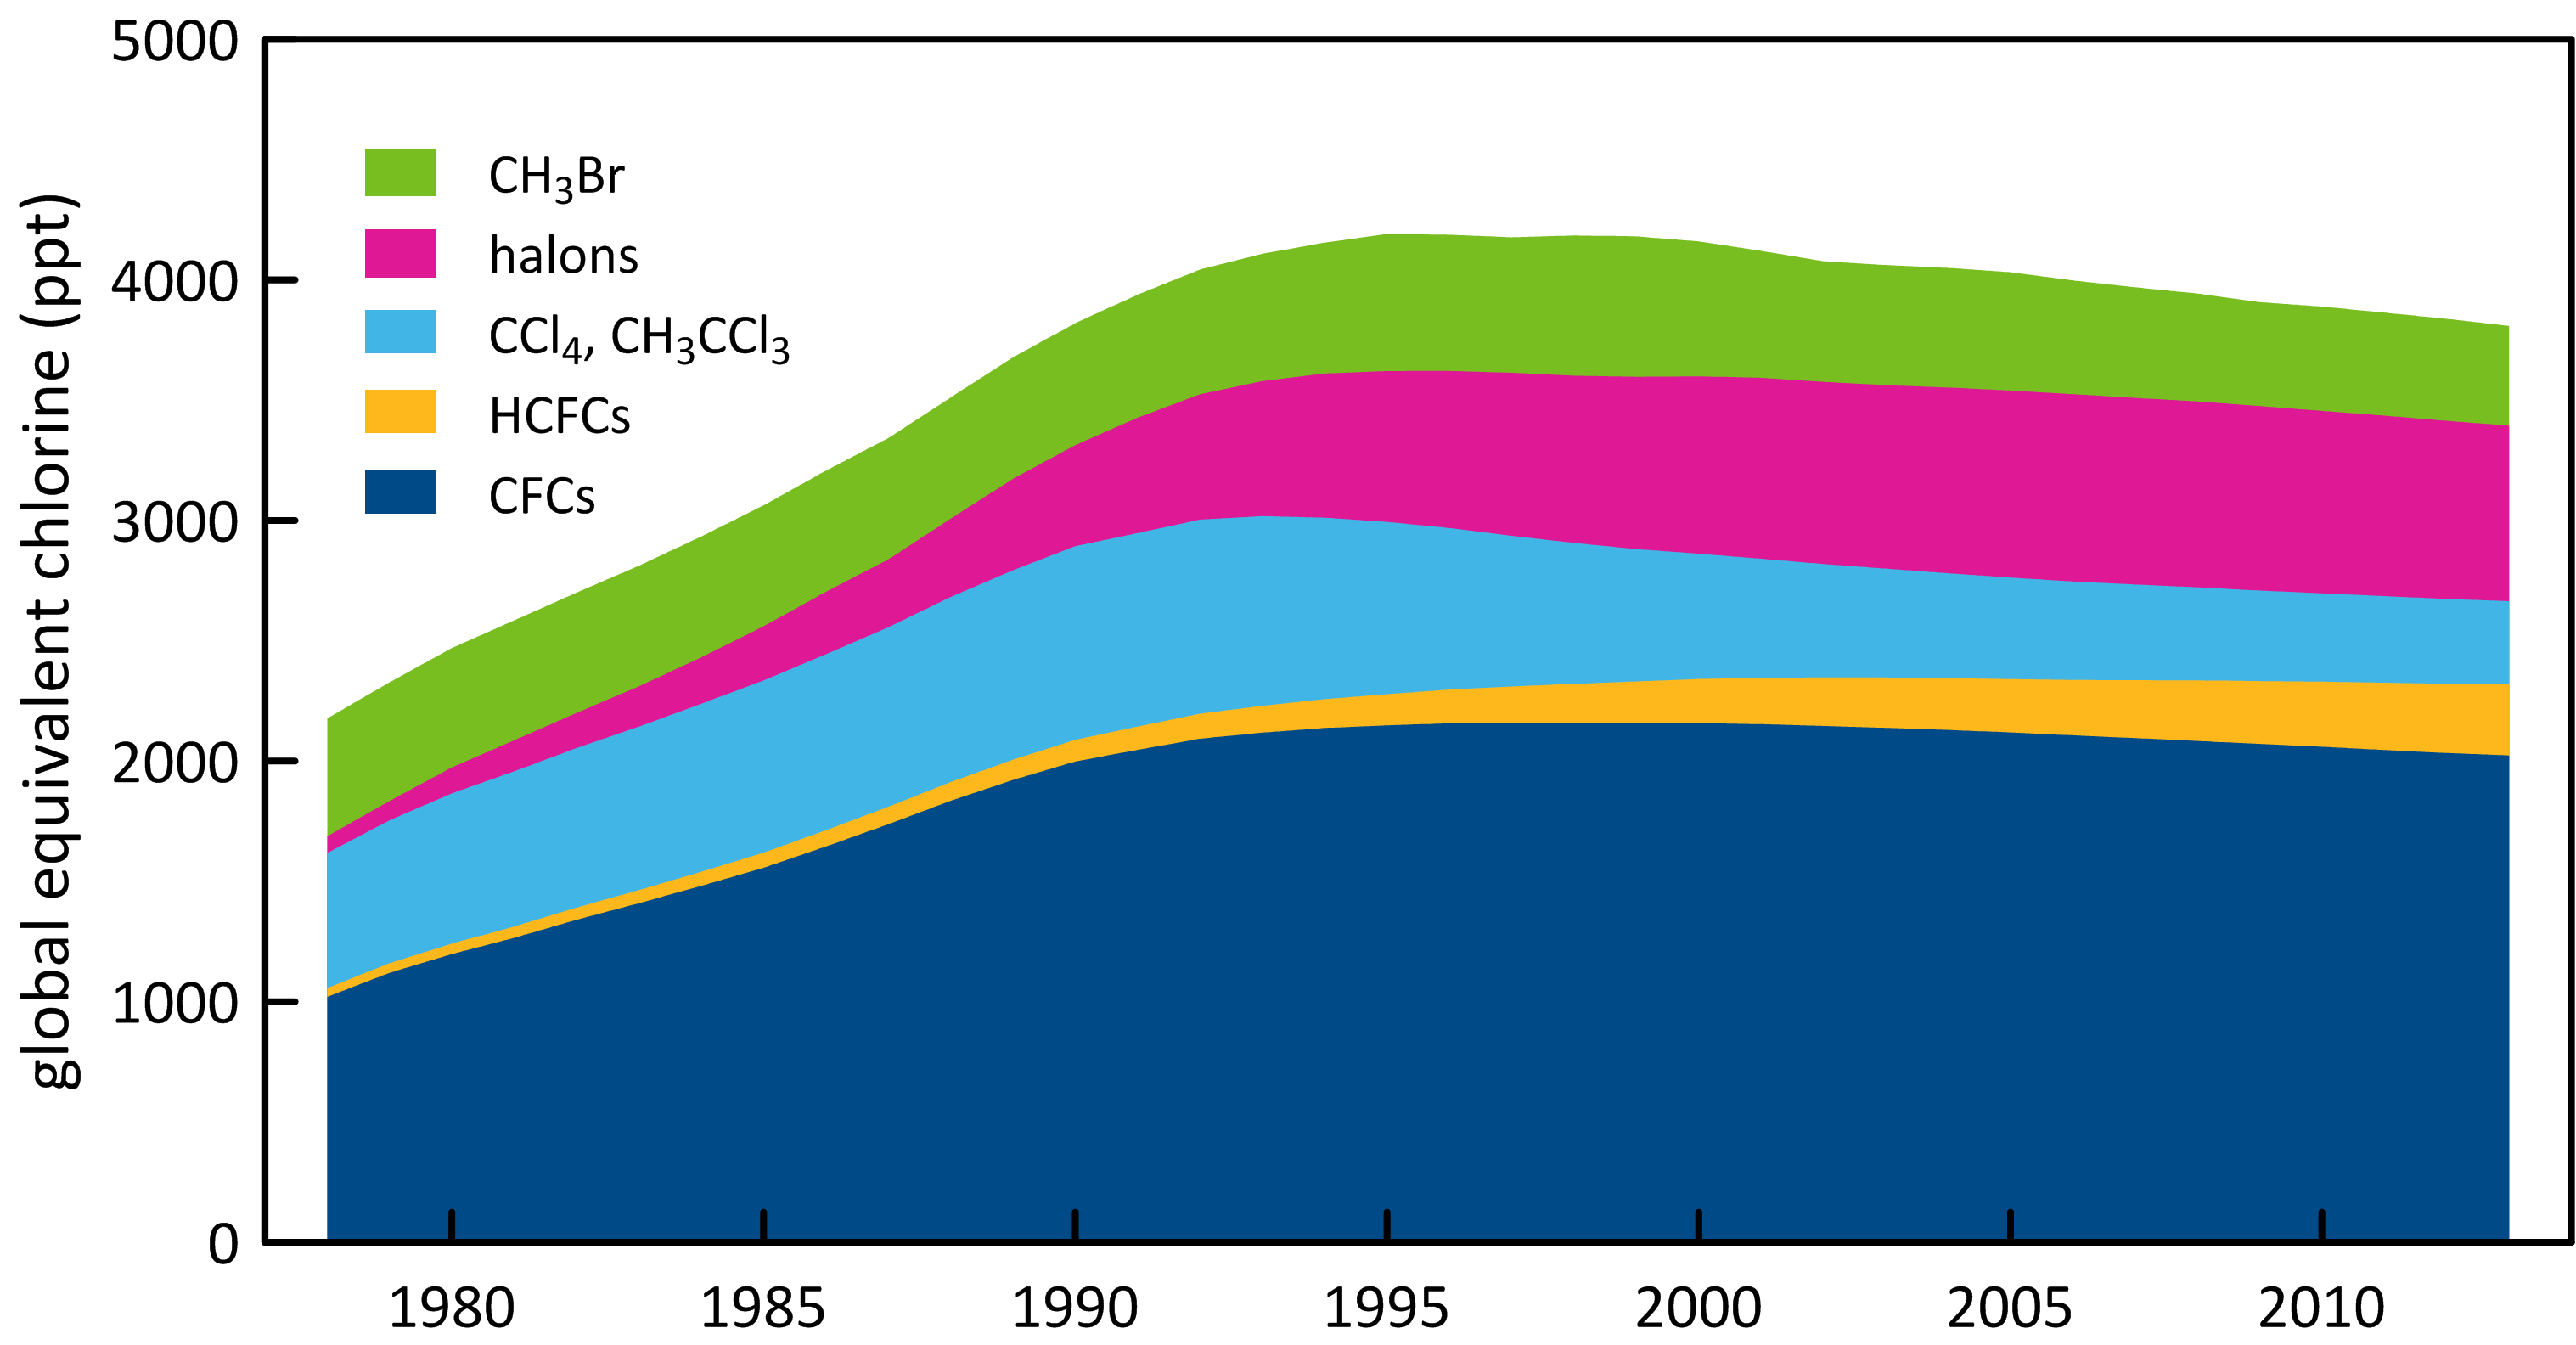 global equivalent chlorine (ppt)
5000
4000
3000
2000
1000
0
CH₃Br
halons
CCl₄, CH₃CCl₃
HCFCs
CFCs
1980 1985 1990 1995 2000 2005 2010